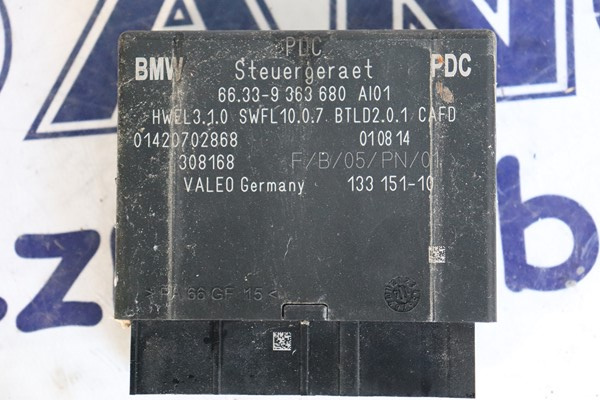 PDC
BMW Steuergeraet PDC
66.33-9 363 680 AI01
HWEL3.1.0 SWFL10.0.7 BTLD2.0.1 CAFD
01420702868 010814
308168 F/B/05/PN/01
VALEO Germany 133 151-10
>PA 66 GF 15<